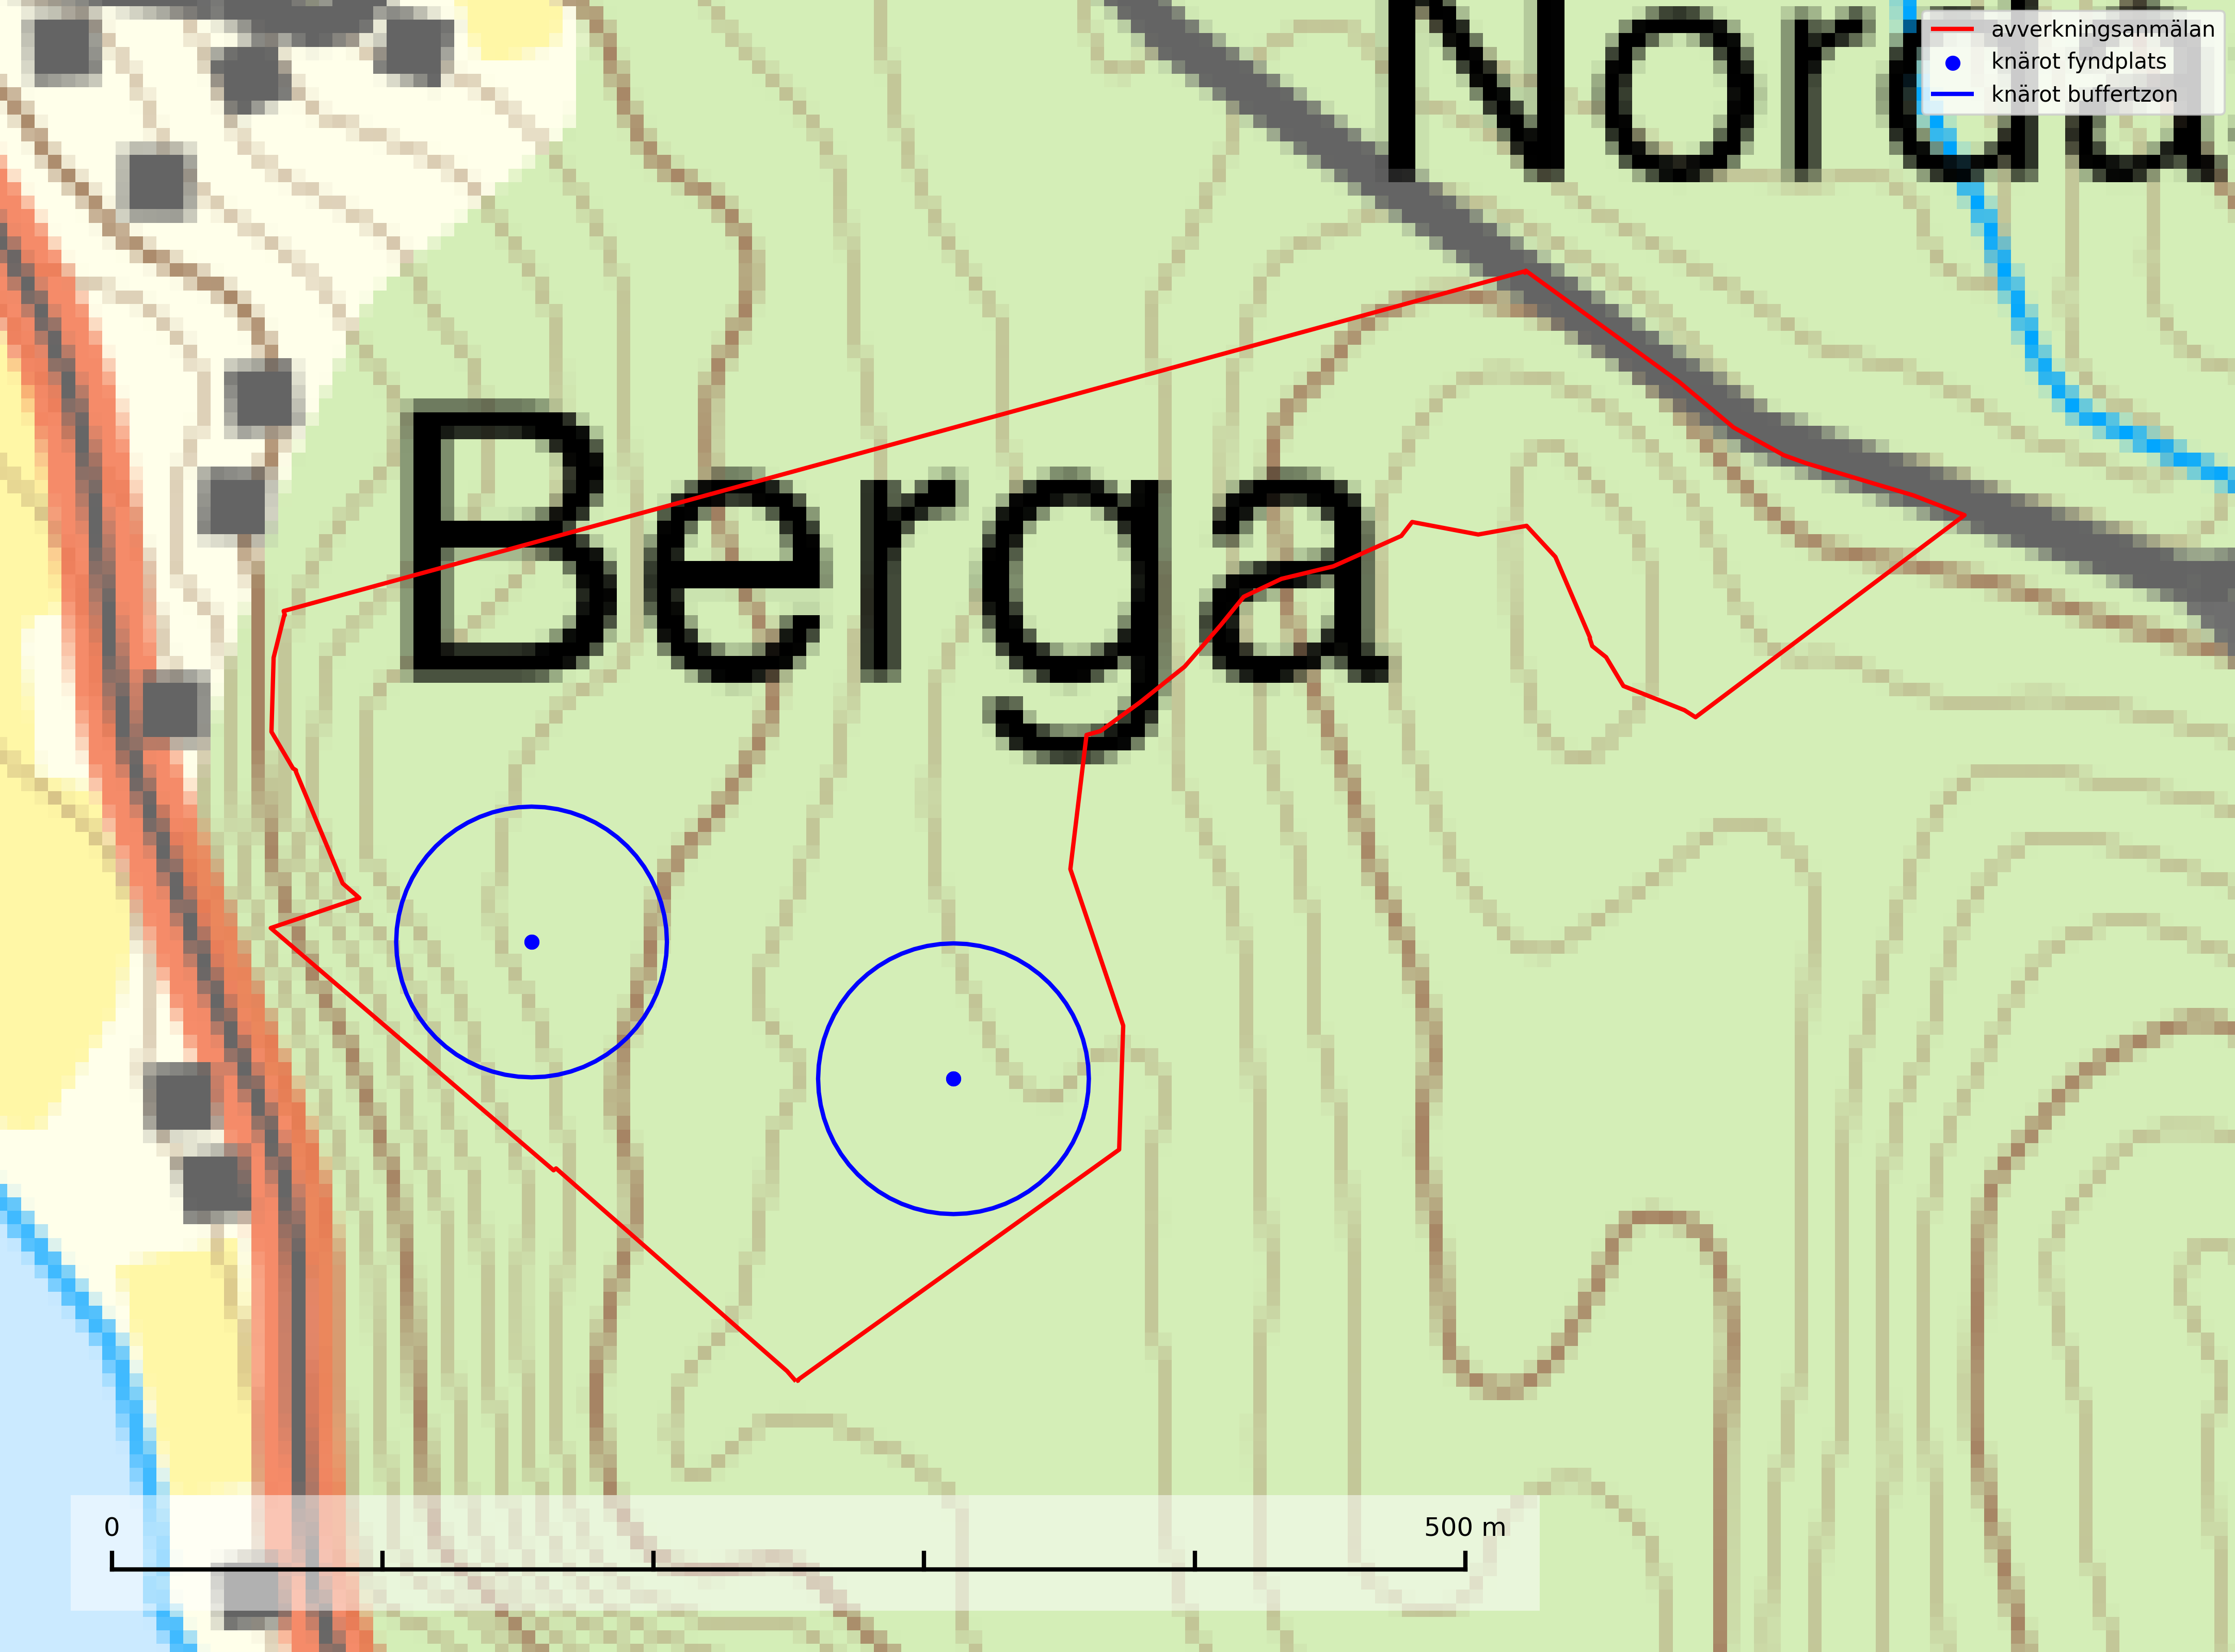 avverkningsanmälan
knärot fyndplats
knärot buffertzon
Berga
0
500 m